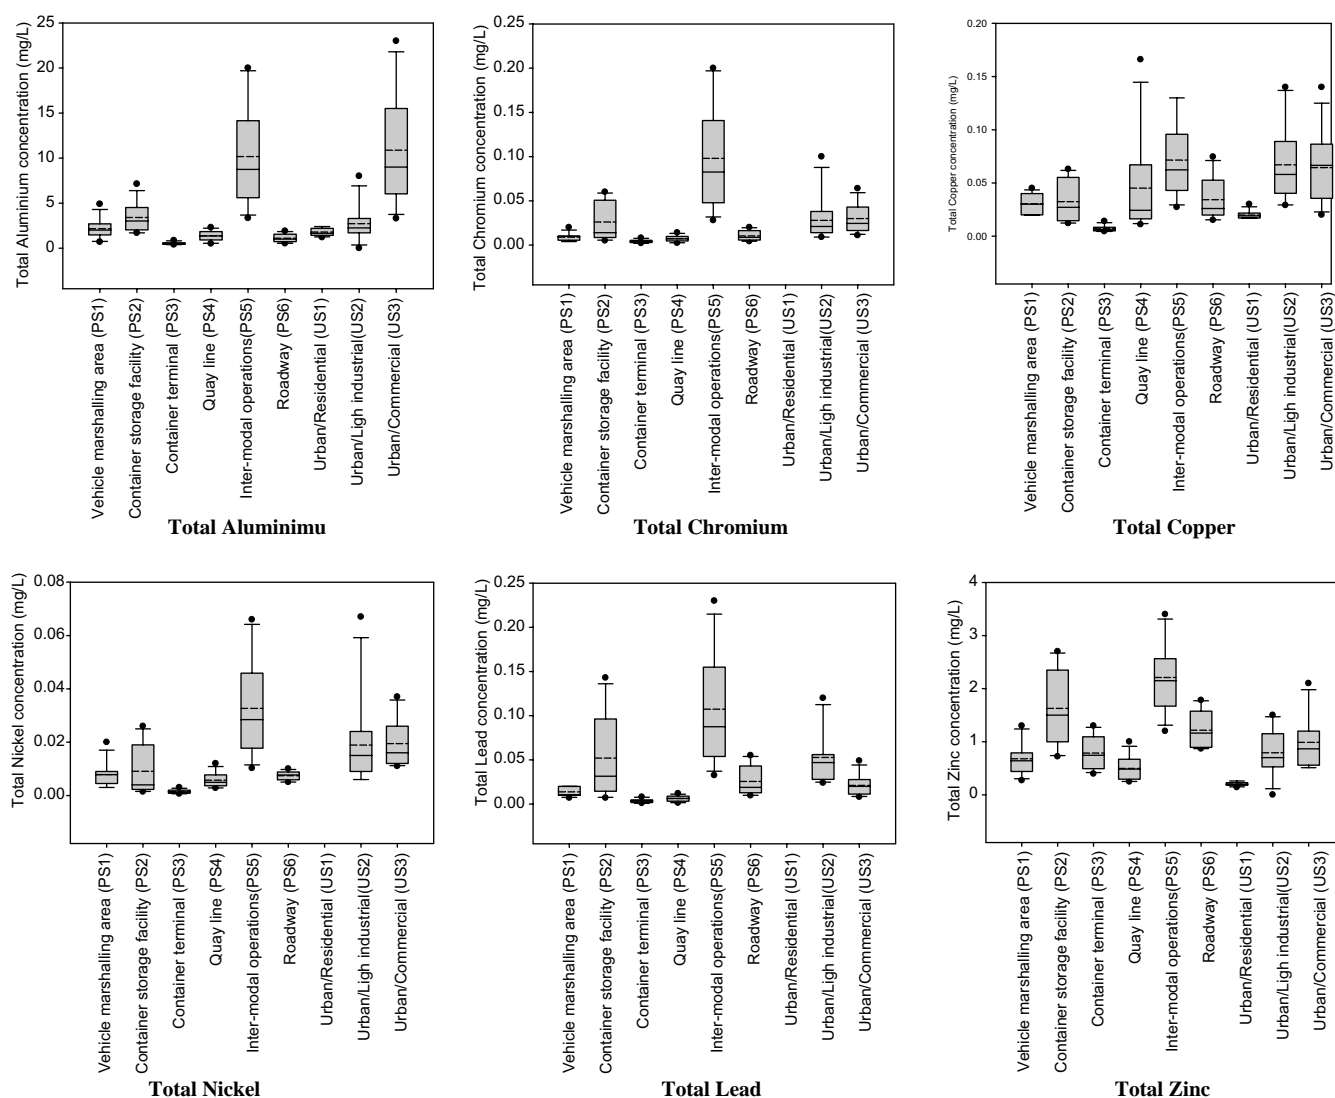 Total Aluminium concentration (mg/L)
25
20
15
10
5
0
Vehicle marshalling area (PS1)
Container storage facility (PS2)
Container terminal (PS3)
Quay line (PS4)
Inter-modal operations(PS5)
Roadway (PS6)
Urban/Residential (US1)
Urban/Ligh industrial(US2)
Urban/Commercial (US3)
Total Aluminimu
Total Chromium concentration (mg/L)
0.25
0.20
0.15
0.10
0.05
0.00
Vehicle marshalling area (PS1)
Container storage facility (PS2)
Container terminal (PS3)
Quay line (PS4)
Inter-modal operations(PS5)
Roadway (PS6)
Urban/Residential (US1)
Urban/Ligh industrial(US2)
Urban/Commercial (US3)
Total Chromium
Total Copper concentration (mg/L)
0.20
0.15
0.10
0.05
0.00
Vehicle marshalling area (PS1)
Container storage facility (PS2)
Container terminal (PS3)
Quay line (PS4)
Inter-modal operations(PS5)
Roadway (PS6)
Urban/Residential (US1)
Urban/Ligh industrial(US2)
Urban/Commercial (US3)
Total Copper
Total Nickel concentration (mg/L)
0.08
0.06
0.04
0.02
0.00
Vehicle marshalling area (PS1)
Container storage facility (PS2)
Container terminal (PS3)
Quay line (PS4)
Inter-modal operations(PS5)
Roadway (PS6)
Urban/Residential (US1)
Urban/Ligh industrial(US2)
Urban/Commercial (US3)
Total Nickel
Total Lead concentration (mg/L)
0.25
0.20
0.15
0.10
0.05
0.00
Vehicle marshalling area (PS1)
Container storage facility (PS2)
Container terminal (PS3)
Quay line (PS4)
Inter-modal operations(PS5)
Roadway (PS6)
Urban/Residential (US1)
Urban/Ligh industrial(US2)
Urban/Commercial (US3)
Total Lead
Total Zinc concentration (mg/L)
4
3
2
1
0
Vehicle marshalling area (PS1)
Container storage facility (PS2)
Container terminal (PS3)
Quay line (PS4)
Inter-modal operations(PS5)
Roadway (PS6)
Urban/Residential (US1)
Urban/Ligh industrial(US2)
Urban/Commercial (US3)
Total Zinc